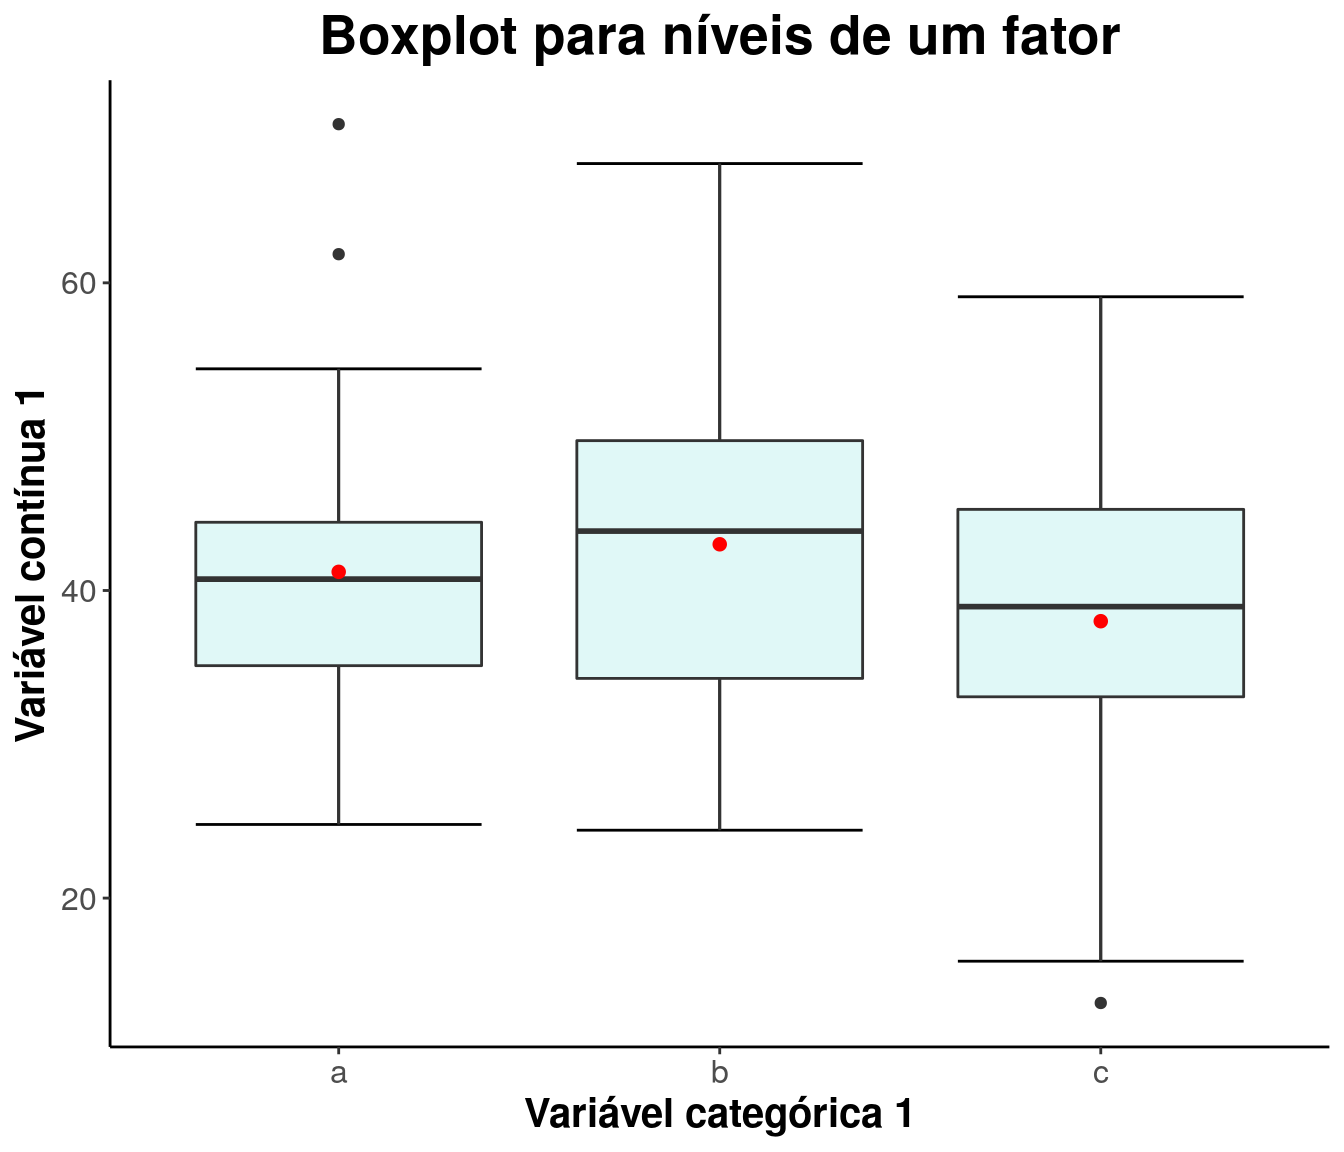 Boxplot para níveis de um fator
Variável contínua 1
60
40
20
a
b
c
Variável categórica 1